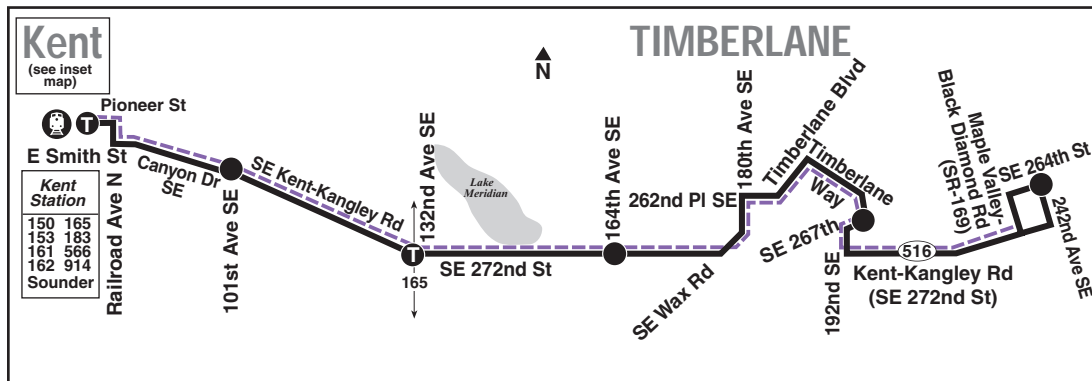 Kent
(see inset
map)
TIMBERLANE
N
Pioneer St
T
E Smith St
Canyon Dr
SE
Railroad Ave N
101st Ave SE
SE Kent-Kangley Rd
132nd Ave SE
T
165
Lake
Meridian
SE 272nd St
164th Ave SE
SE Wax Rd
262nd Pl SE
180th Ave SE
Timberlane Blvd
Timberlane
Way
SE 267th
192nd SE
516
Kent-Kangley Rd
(SE 272nd St)
Maple Valley-
Black Diamond Rd
(SR-169)
SE 264th St
242nd Ave SE
Kent
Station
150 165
153 183
161 566
162 914
Sounder